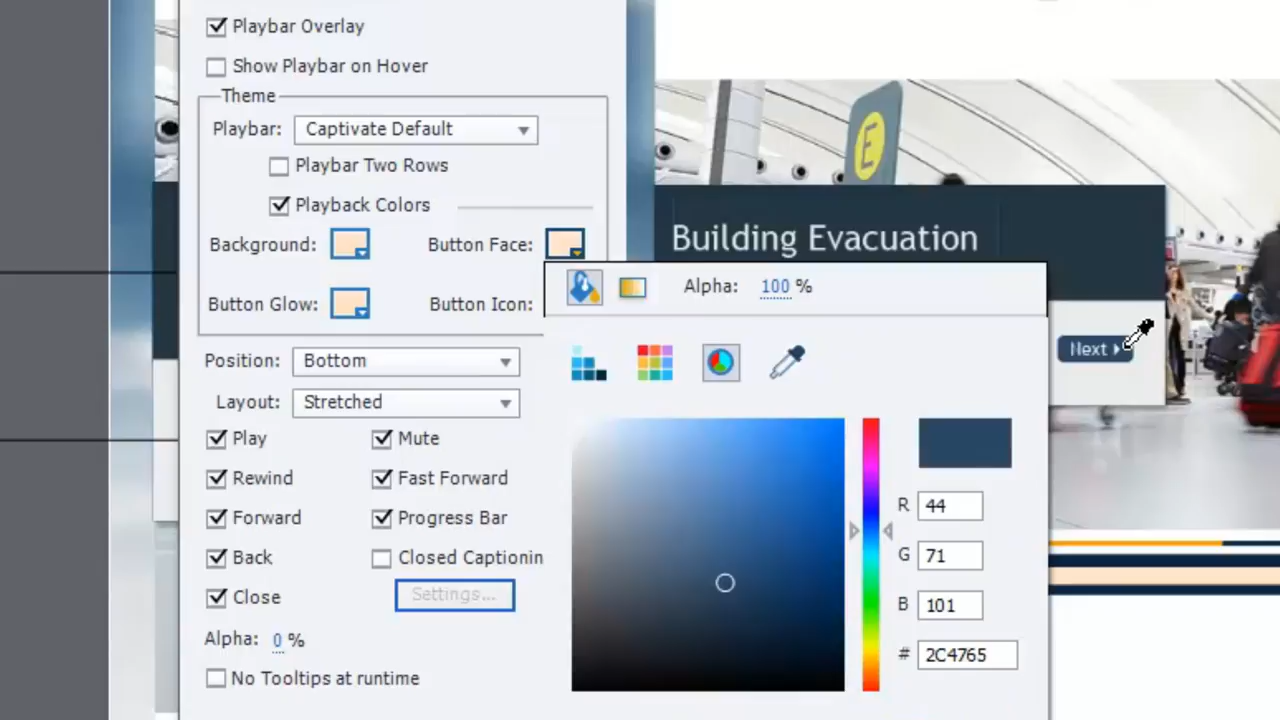 Playbar Overlay
Show Playbar on Hover
Theme
Playbar: Captivate Default
Playbar Two Rows
Playback Colors
Background: Button Face:
Button Glow: Button Icon:
Position: Bottom
Layout: Stretched
Play Mute
Rewind Fast Forward
Forward Progress Bar
Back Closed Captionin
Close Settings...
Alpha: 0 %
No Tooltips at runtime
Alpha: 100 %
R 44
G 71
B 101
# 2C4765
E
Building Evacuation
Next